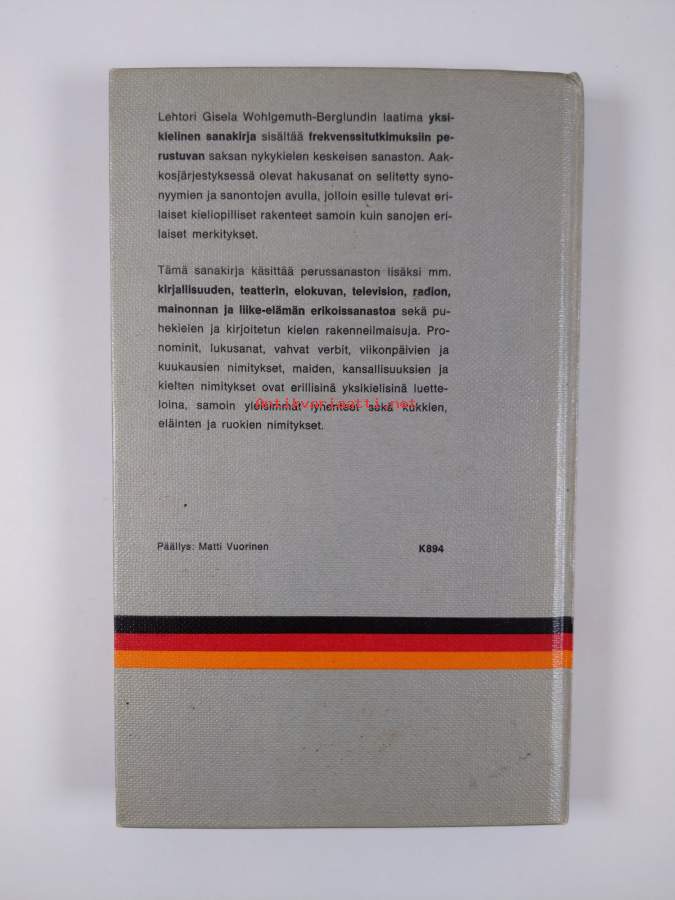 Lehtori Gisela Wohlgemuth-Berglundin laatima yksi-
kielinen sanakirja sisältää frekvenssitutkimuksiin pe-
rustuvan saksan nykykielen keskeisen sanaston. Aak-
kosjärjestyksessä olevat hakusanat on selitetty syno-
nyymien ja sanontojen avulla, jolloin esille tulevat eri-
laiset kieliopilliset rakenteet samoin kuin sanojen eri-
laiset merkitykset.
Tämä sanakirja käsittää perussanaston lisäksi mm.
kirjallisuuden, teatterin, elokuvan, television, radion,
mainonnan ja liike-elämän erikoissanastoa sekä pu-
hekielen ja kirjoitetun kielen rakenneilmaisuja. Pro-
nominit, lukusanat, vahvat verbit, viikonpäivien ja
kuukausien nimitykset, maiden, kansallisuuksien ja
kielten nimitykset ovat erillisinä yksikielisinä luette-
loina, samoin yleisimmät lyhenteet sekä kukkien,
Antikvariaatti.net
eläinten ja ruokien nimitykset.
Päällys: Matti Vuorinen
K894